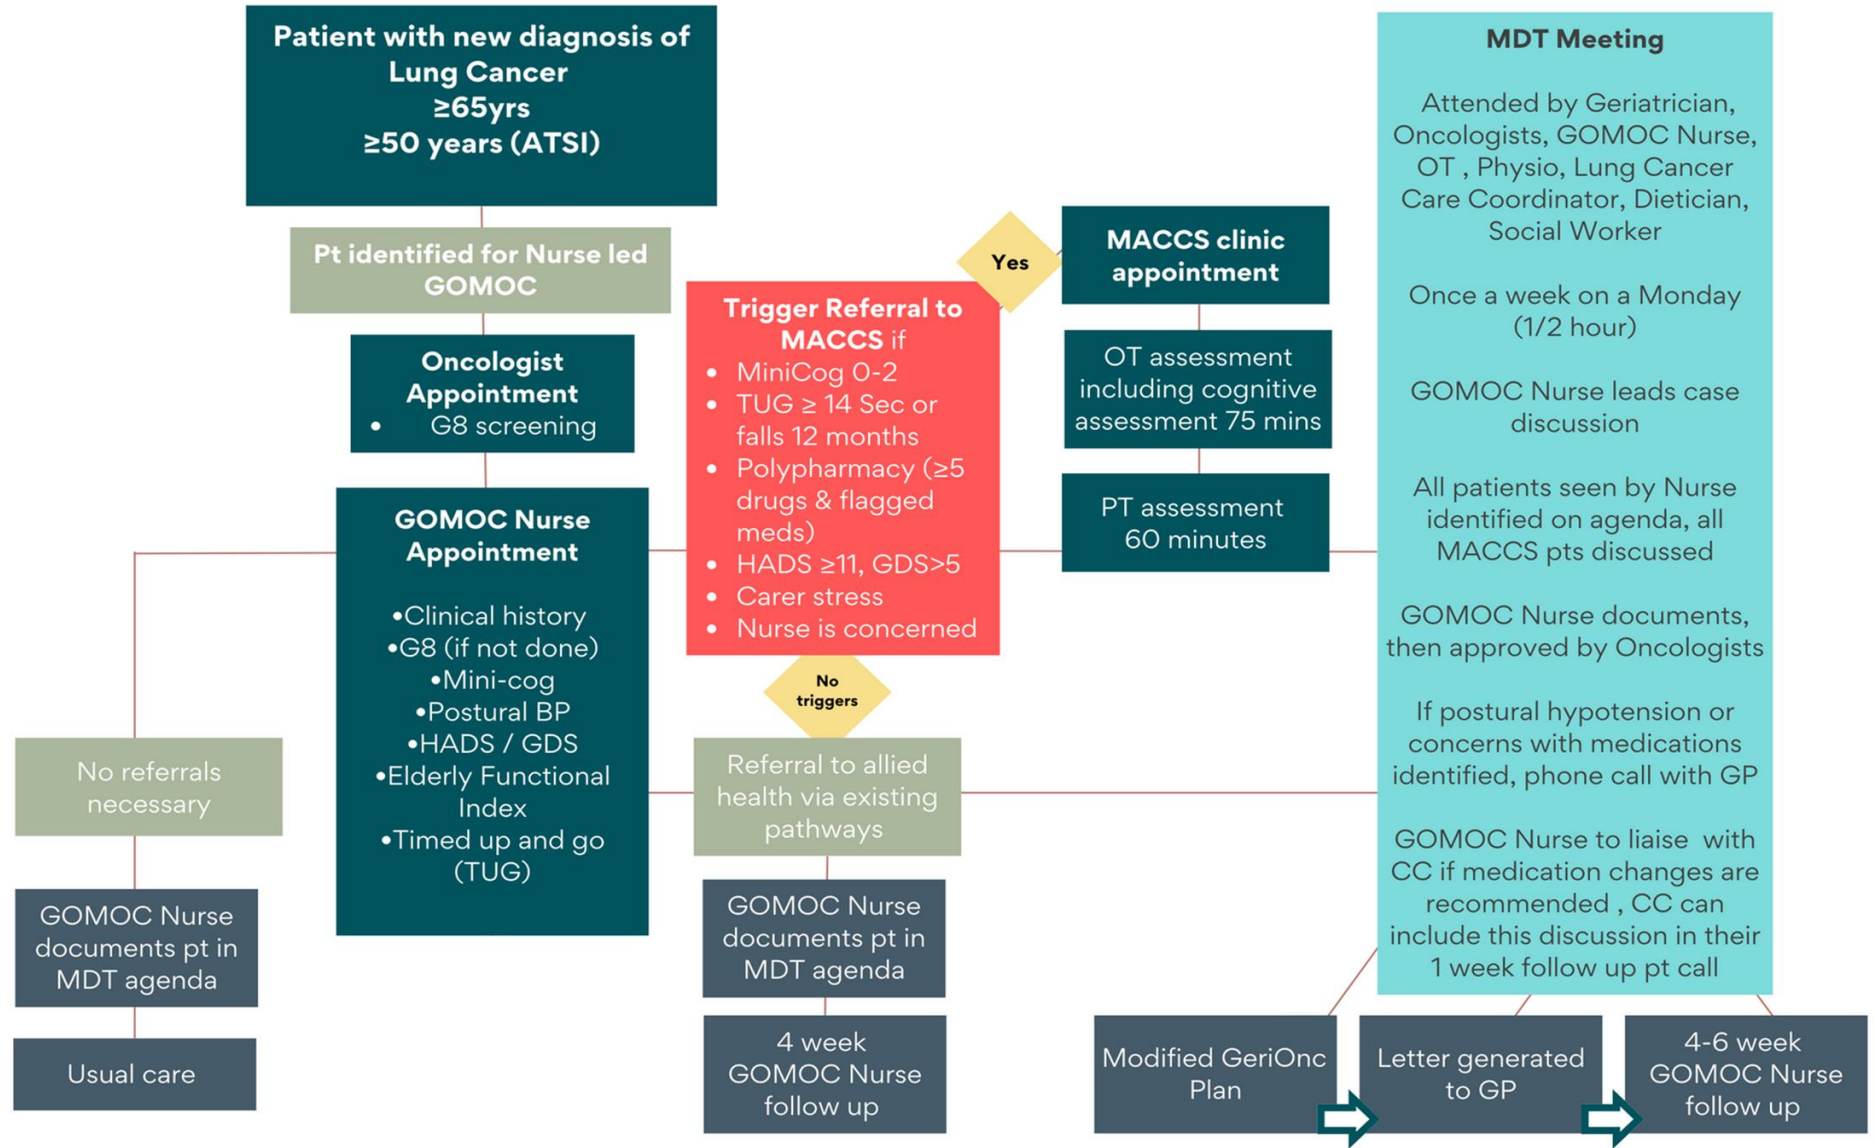 Patient with new diagnosis of
Lung Cancer
≥65yrs
≥50 years (ATSI)
Pt identified for Nurse led
GOMOC
Oncologist
Appointment
• G8 screening
GOMOC Nurse
Appointment
•Clinical history
•G8 (if not done)
•Mini-cog
•Postural BP
•HADS / GDS
•Elderly Functional
Index
•Timed up and go
(TUG)
No referrals
necessary
GOMOC Nurse
documents pt in
MDT agenda
Usual care
Trigger Referral to
MACCS if
• MiniCog 0-2
• TUG ≥ 14 Sec or
falls 12 months
• Polypharmacy (≥5
drugs & flagged
meds)
• HADS ≥11, GDS>5
• Carer stress
• Nurse is concerned
Yes
No
triggers
Referral to allied
health via existing
pathways
GOMOC Nurse
documents pt in
MDT agenda
4 week
GOMOC Nurse
follow up
MACCS clinic
appointment
OT assessment
including cognitive
assessment 75 mins
PT assessment
60 minutes
MDT Meeting
Attended by Geriatrician,
Oncologists, GOMOC Nurse,
OT , Physio, Lung Cancer
Care Coordinator, Dietician,
Social Worker
Once a week on a Monday
(1/2 hour)
GOMOC Nurse leads case
discussion
All patients seen by Nurse
identified on agenda, all
MACCS pts discussed
GOMOC Nurse documents,
then approved by Oncologists
If postural hypotension or
concerns with medications
identified, phone call with GP
GOMOC Nurse to liaise with
CC if medication changes are
recommended , CC can
include this discussion in their
1 week follow up pt call
Modified GeriOnc
Plan
Letter generated
to GP
4-6 week
GOMOC Nurse
follow up